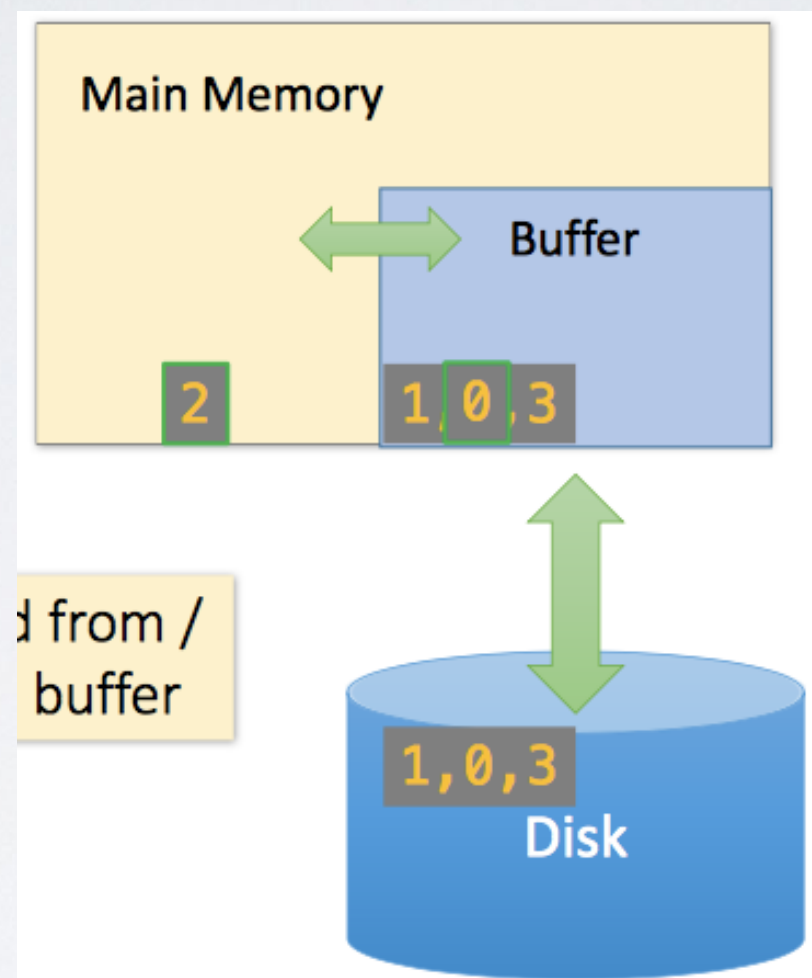 Main Memory
Buffer
2
1,0,3
d from /
buffer
1,0,3
Disk